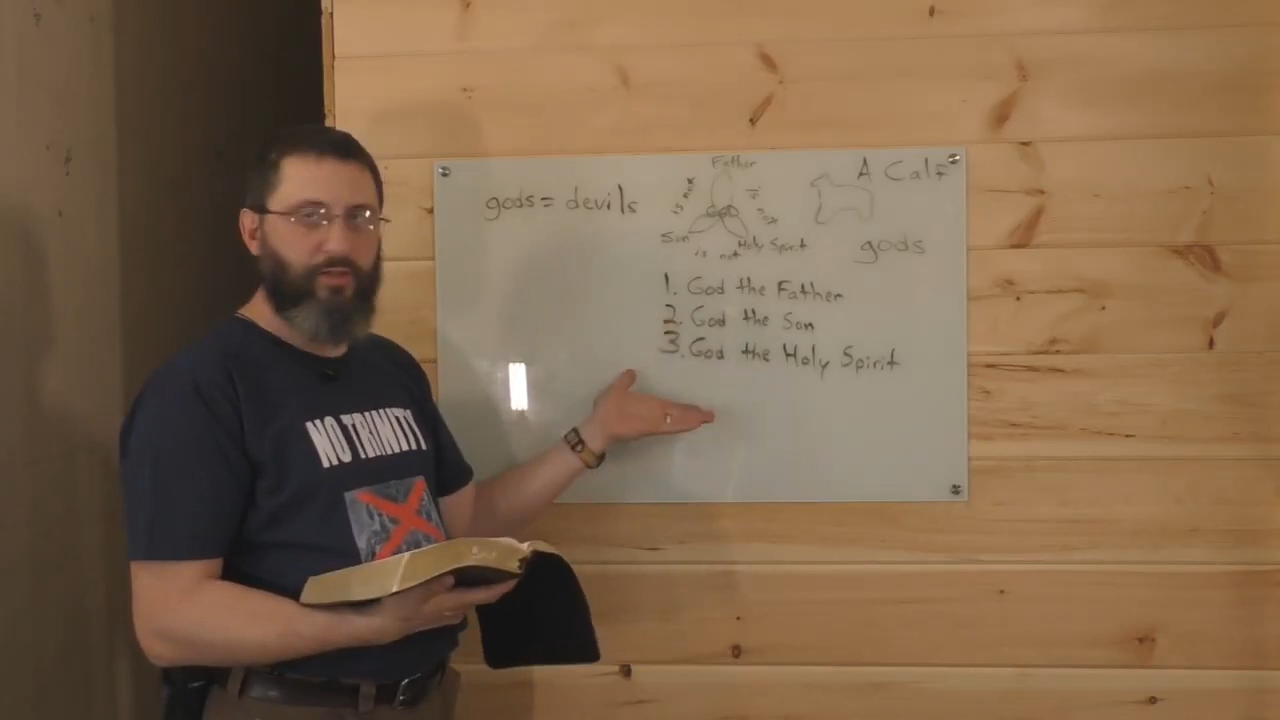 gods = devils
Father
is not
is not
Son
Holy Spirit
is not
A Calf
gods
1. God the Father
2. God the Son
3. God the Holy Spirit
NO TRINITY